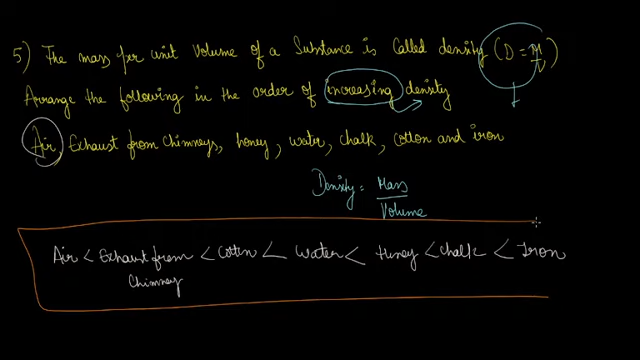 5) The mass per unit volume of a substance is called density (D = M/V)
Arrange the following in the order of increasing density
Air, Exhaust from Chimneys, honey, water, chalk, cotton and iron
Density = Mass
Volume
Air < Exhaust from < Cotton < Water < Honey < Chalk < Iron
Chimney